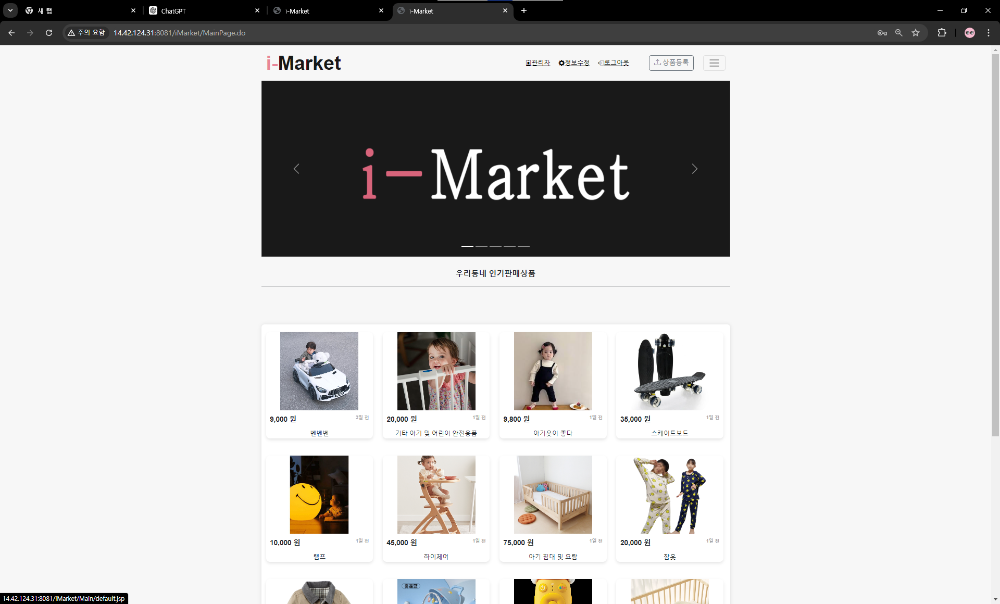 새 탭
ChatGPT
i-Market
i-Market
주의 요함
14.42.124.31:8081/iMarket/MainPage.do
i-Market
관리자
정보수정
로그아웃
상품등록
i-Market
우리동네 인기판매상품
9,000 원
3일 전
벤벤벤
20,000 원
1일 전
기타 아기 및 어린이 안전용품
9,800 원
1일 전
아기옷이 좋다
35,000 원
1일 전
스케이트보드
10,000 원
1일 전
램프
45,000 원
1일 전
하이체어
75,000 원
1일 전
아기 침대 및 요람
20,000 원
1일 전
잠옷
雾霾蓝
14.42.124.31:8081/iMarket/Main/default.jsp